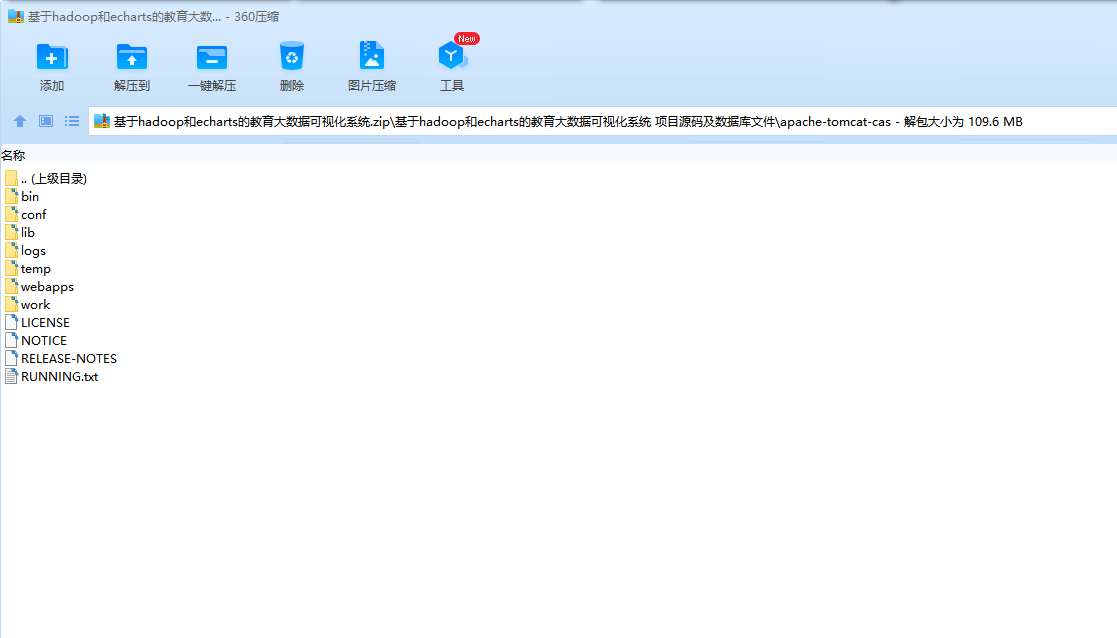 基于hadoop和echarts的教育大数... - 360压缩
New
添加 解压到 一键解压 删除 图片压缩 工具
基于hadoop和echarts的教育大数据可视化系统.zip\基于hadoop和echarts的教育大数据可视化系统 项目源码及数据库文件\apache-tomcat-cas - 解包大小为 109.6 MB
名称
.. (上级目录)
bin
conf
lib
logs
temp
webapps
work
LICENSE
NOTICE
RELEASE-NOTES
RUNNING.txt